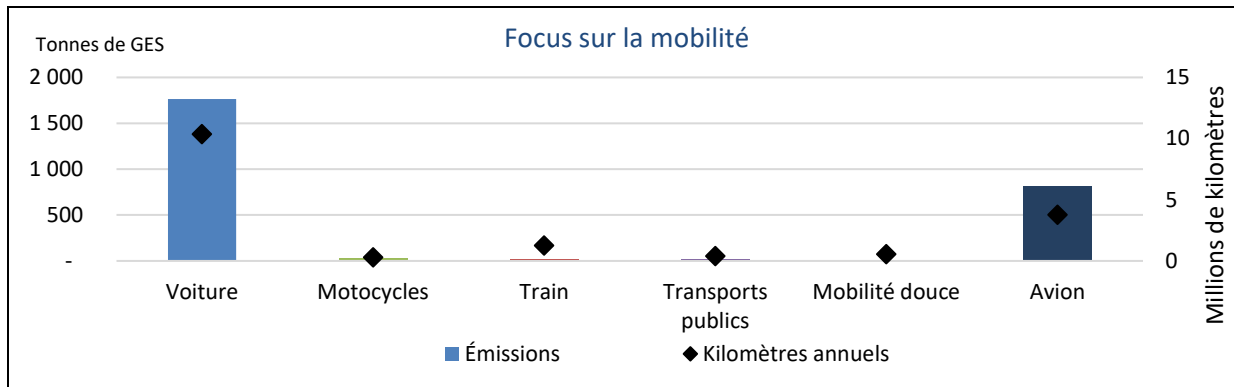 Focus sur la mobilité
Tonnes de GES
2 000
1 500
1 000
500
-
15
10
5
0
Millions de kilomètres
Voiture
Motocycles
Train
Transports
publics
Mobilité douce
Avion
Émissions
Kilomètres annuels